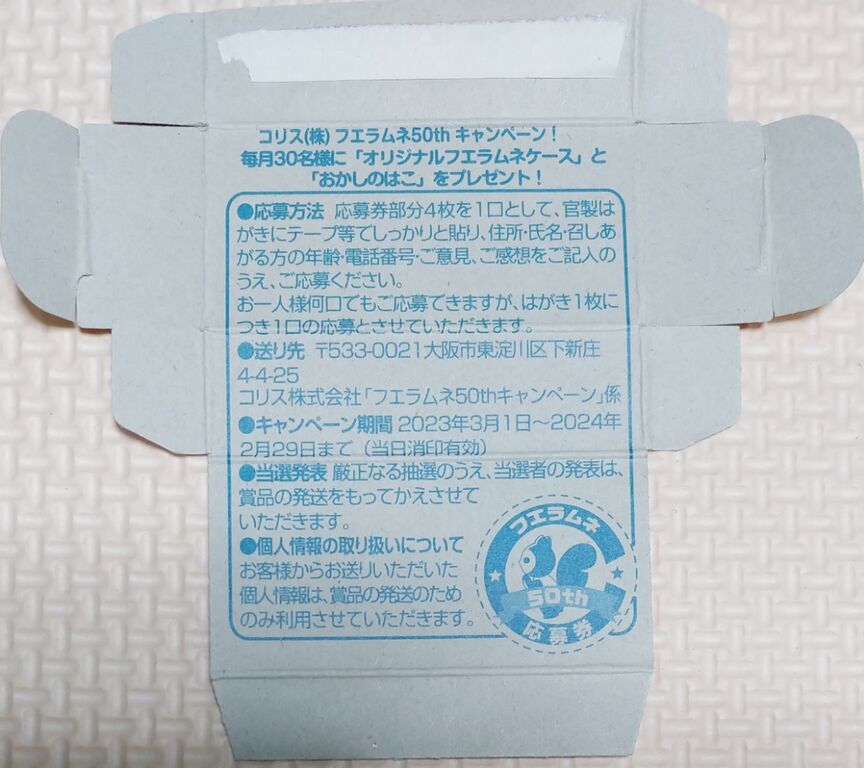 コリス(株) フエラムネ50th キャンペーン！
毎月30名様に「オリジナルフエラムネケース」と
「おかしのはこ」をプレゼント！
●応募方法 応募券部分4枚を1口として、官製は
がきにテープ等でしっかりと貼り、住所・氏名・召しあ
がる方の年齢・電話番号・ご意見、ご感想をご記入の
うえ、ご応募ください。
お一人様何口でもご応募できますが、はがき1枚に
つき1口の応募とさせていただきます。
●送り先 〒533-0021大阪市東淀川区下新庄
4-4-25
コリス株式会社「フエラムネ50thキャンペーン」係
●キャンペーン期間 2023年3月1日～2024年
2月29日まで（当日消印有効）
●当選発表 厳正なる抽選のうえ、当選者の発表は、
賞品の発送をもってかえさせて
いただきます。
●個人情報の取り扱いについて
お客様からお送りいただいた
個人情報は、賞品の発送のため
のみ利用させていただきます。
フエラムネ
50th
応募券